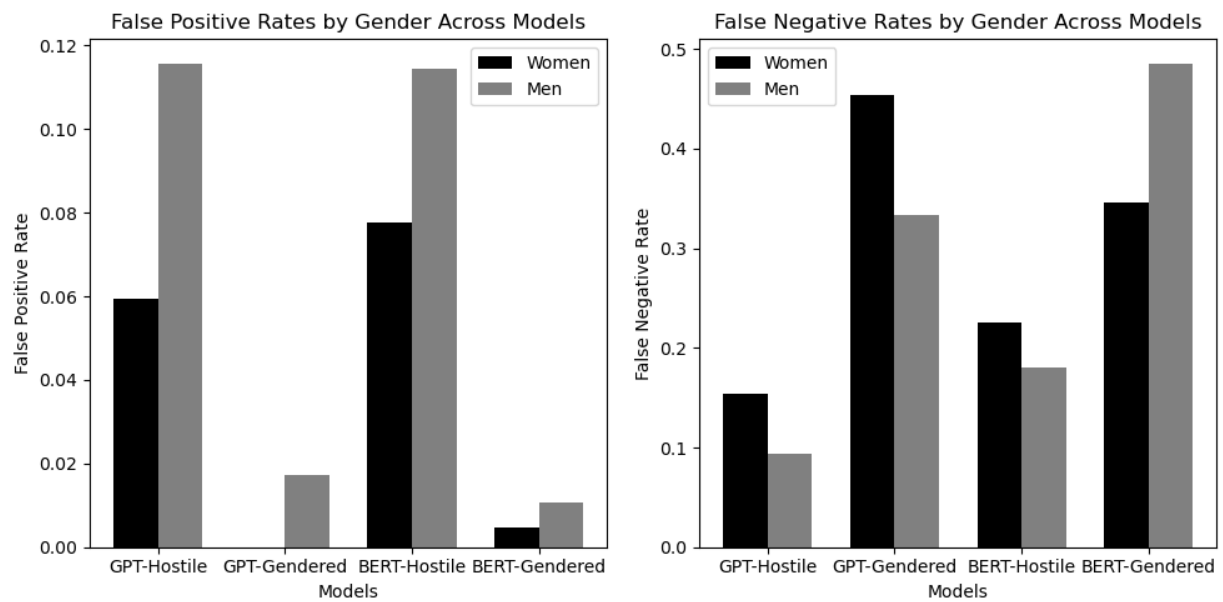 False Positive Rates by Gender Across Models
0.12
0.10
0.08
0.06
0.04
0.02
0.00
False Positive Rate
Women
Men
GPT-Hostile GPT-Gendered BERT-Hostile BERT-Gendered
Models
False Negative Rates by Gender Across Models
0.5
0.4
0.3
0.2
0.1
0.0
False Negative Rate
Women
Men
GPT-Hostile GPT-Gendered BERT-Hostile BERT-Gendered
Models